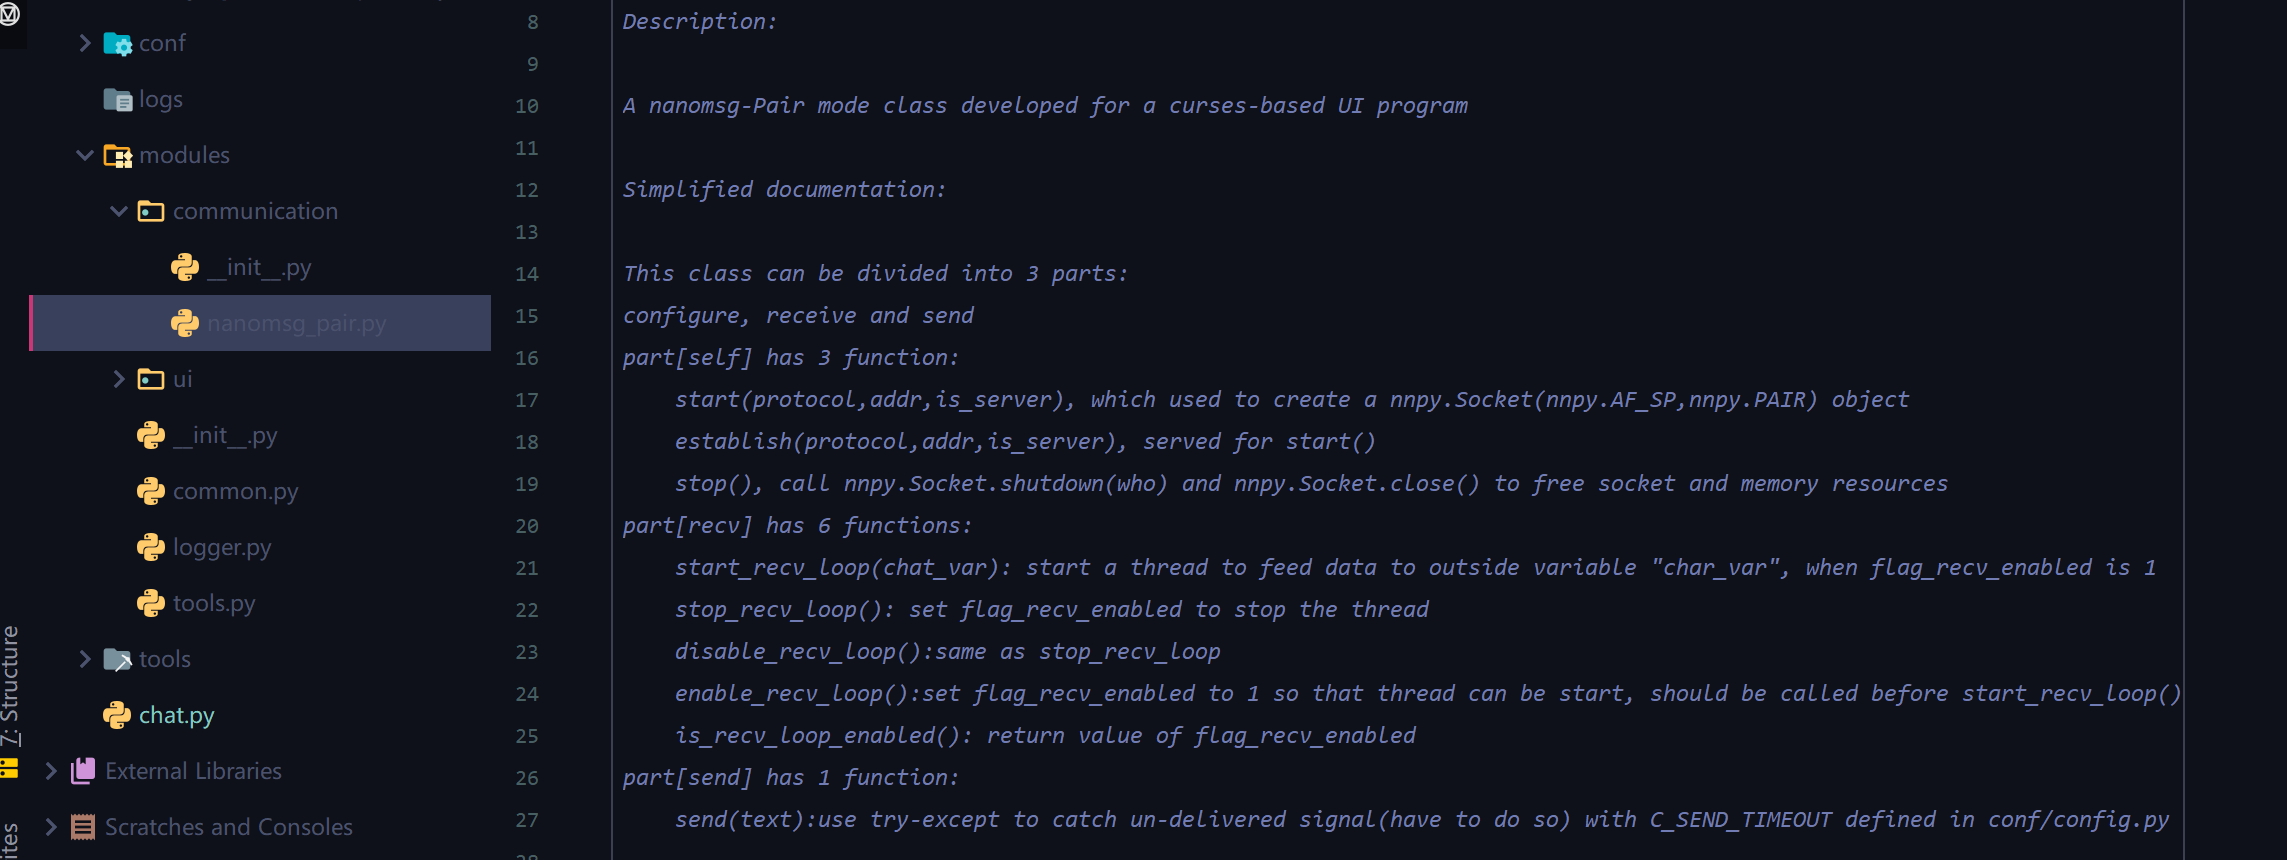 conf
logs
modules
communication
__init__.py
nanomsg_pair.py
ui
__init__.py
common.py
logger.py
tools.py
tools
chat.py
External Libraries
Scratches and Consoles
7: Structure
8 Description:
9
10 A nanomsg-Pair mode class developed for a curses-based UI program
11
12 Simplified documentation:
13
14 This class can be divided into 3 parts:
15 configure, receive and send
16 part[self] has 3 function:
17 start(protocol,addr,is_server), which used to create a nnpy.Socket(nnpy.AF_SP,nnpy.PAIR) object
18 establish(protocol,addr,is_server), served for start()
19 stop(), call nnpy.Socket.shutdown(who) and nnpy.Socket.close() to free socket and memory resources
20 part[recv] has 6 functions:
21 start_recv_loop(chat_var): start a thread to feed data to outside variable "char_var", when flag_recv_enabled is 1
22 stop_recv_loop(): set flag_recv_enabled to stop the thread
23 disable_recv_loop():same as stop_recv_loop
24 enable_recv_loop():set flag_recv_enabled to 1 so that thread can be start, should be called before start_recv_loop()
25 is_recv_loop_enabled(): return value of flag_recv_enabled
26 part[send] has 1 function:
27 send(text):use try-except to catch un-delivered signal(have to do so) with C_SEND_TIMEOUT defined in conf/config.py